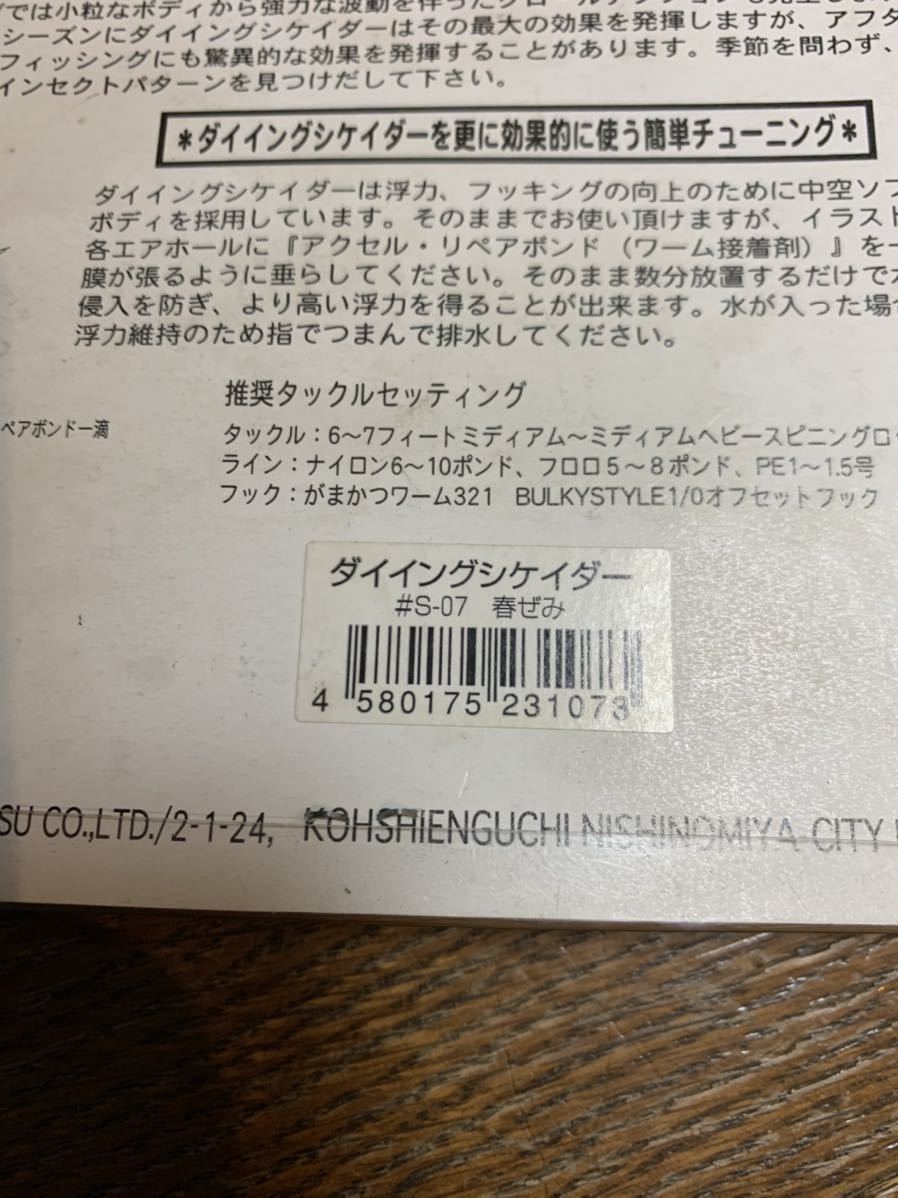 では小粒なボディから強力な波動を伴ったクロールアクションも発生しま
シーズンにダイイングシケイダーはその最大の効果を発揮しますが、アフタ
フィッシングにも驚異的な効果を発揮することがあります。季節を問わず、
インセクトパターンを見つけだして下さい。
*ダイイングシケイダーを更に効果的に使う簡単チューニング*
ダイイングシケイダーは浮力、フッキングの向上のために中空ソフ
ボディを採用しています。そのままでお使い頂けますが、イラスト
各エアホールに『アクセル・リペアボンド（ワーム接着剤）』を一
膜が張るように垂らしてください。そのまま数分放置するだけで水
侵入を防ぎ、より高い浮力を得ることが出来ます。水が入った場合
浮力維持のため指でつまんで排水してください。
ペアボンド一滴
推奨タックルセッティング
タックル：6～7フィートミディアム～ミディアムヘビースピニングロッ
ライン：ナイロン6～10ポンド、フロロ5～8ポンド、PE1～1.5号
フック：がまかつワーム321 BULKYSTYLE1/0オフセットフック
ダイイングシケイダー
#S-07 春ぜみ
4 580175 231073
SU CO.,LTD./2-1-24, KOHSHIENGUCHI NISHINOMIYA CITY